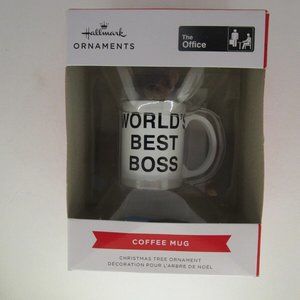 Hallmark
ORNAMENTS
The
Office
WORLD'S
BEST
BOSS
COFFEE MUG
CHRISTMAS TREE ORNAMENT
DÉCORATION POUR L'ARBRE DE NOËL